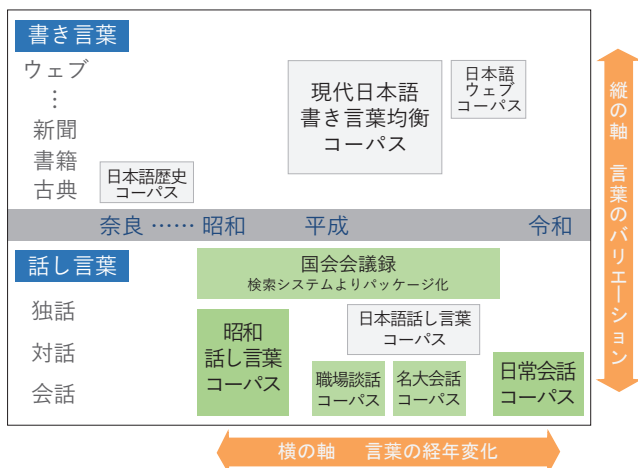 書き言葉
ウェブ
⋮
新聞
書籍
古典
日本語歴史
コーパス
現代日本語
書き言葉均衡
コーパス
日本語
ウェブ
コーパス
奈良 …… 昭和 平成 令和
話し言葉
独話
対話
会話
国会会議録
検索システムよりパッケージ化
昭和
話し言葉
コーパス
日本語話し言葉
コーパス
職場談話
コーパス
名大会話
コーパス
日常会話
コーパス
縦の軸 言葉のバリエーション
横の軸 言葉の経年変化